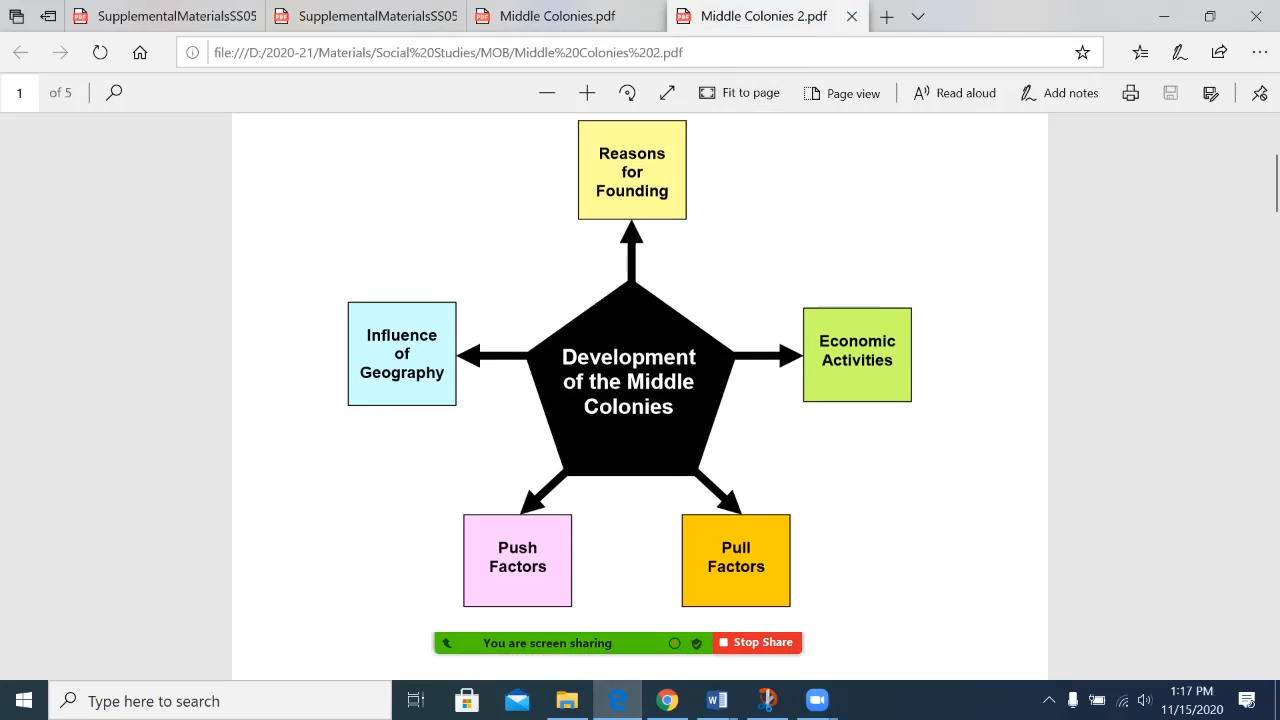 SupplementalMaterialsSS05
SupplementalMaterialsSS05
Middle Colonies.pdf
Middle Colonies 2.pdf
file:///D:/2020-21/Materials/Social%20Studies/MOB/Middle%20Colonies%202.pdf
1 of 5
Fit to page
Page view
Read aloud
Add notes
Reasons
for
Founding
Influence
of
Geography
Economic
Activities
Development
of the Middle
Colonies
Push
Factors
Pull
Factors
You are screen sharing
Stop Share
Type here to search
1:17 PM
11/15/2020